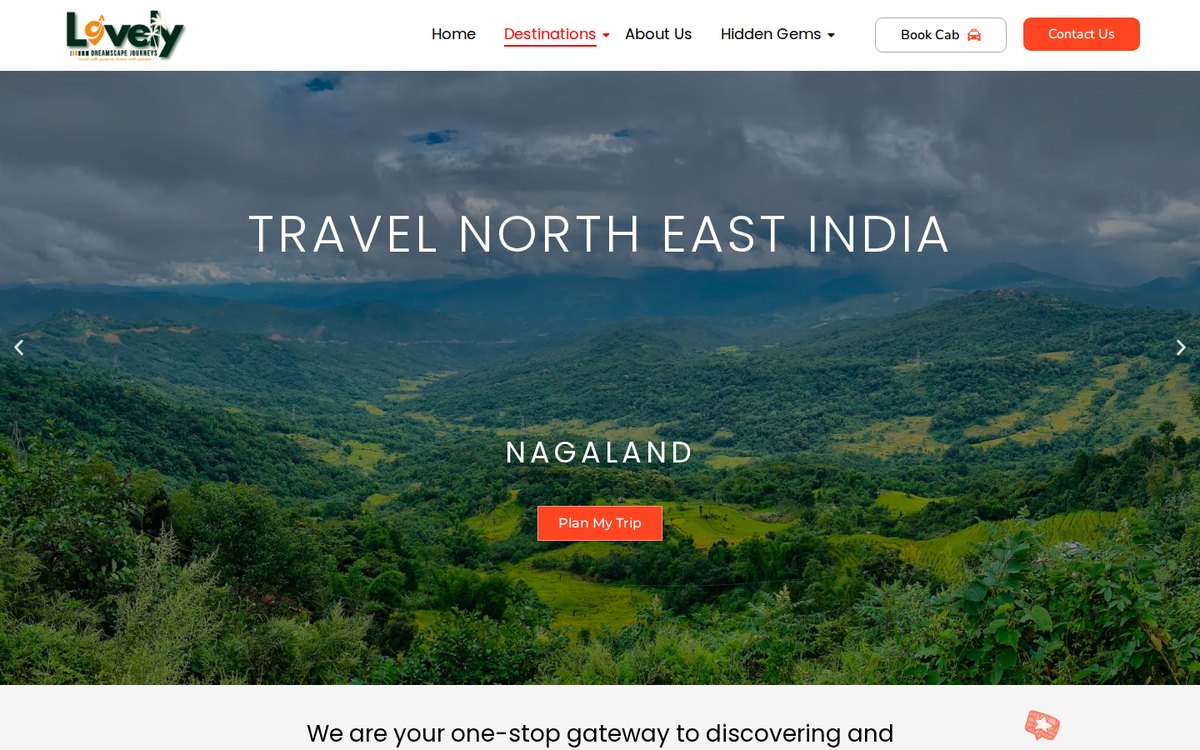 Lovely
DREAMSCAPE JOURNEYS
Home
Destinations
About Us
Hidden Gems
Book Cab
Contact Us
TRAVEL NORTH EAST INDIA
NAGALAND
Plan My Trip
We are your one-stop gateway to discovering and